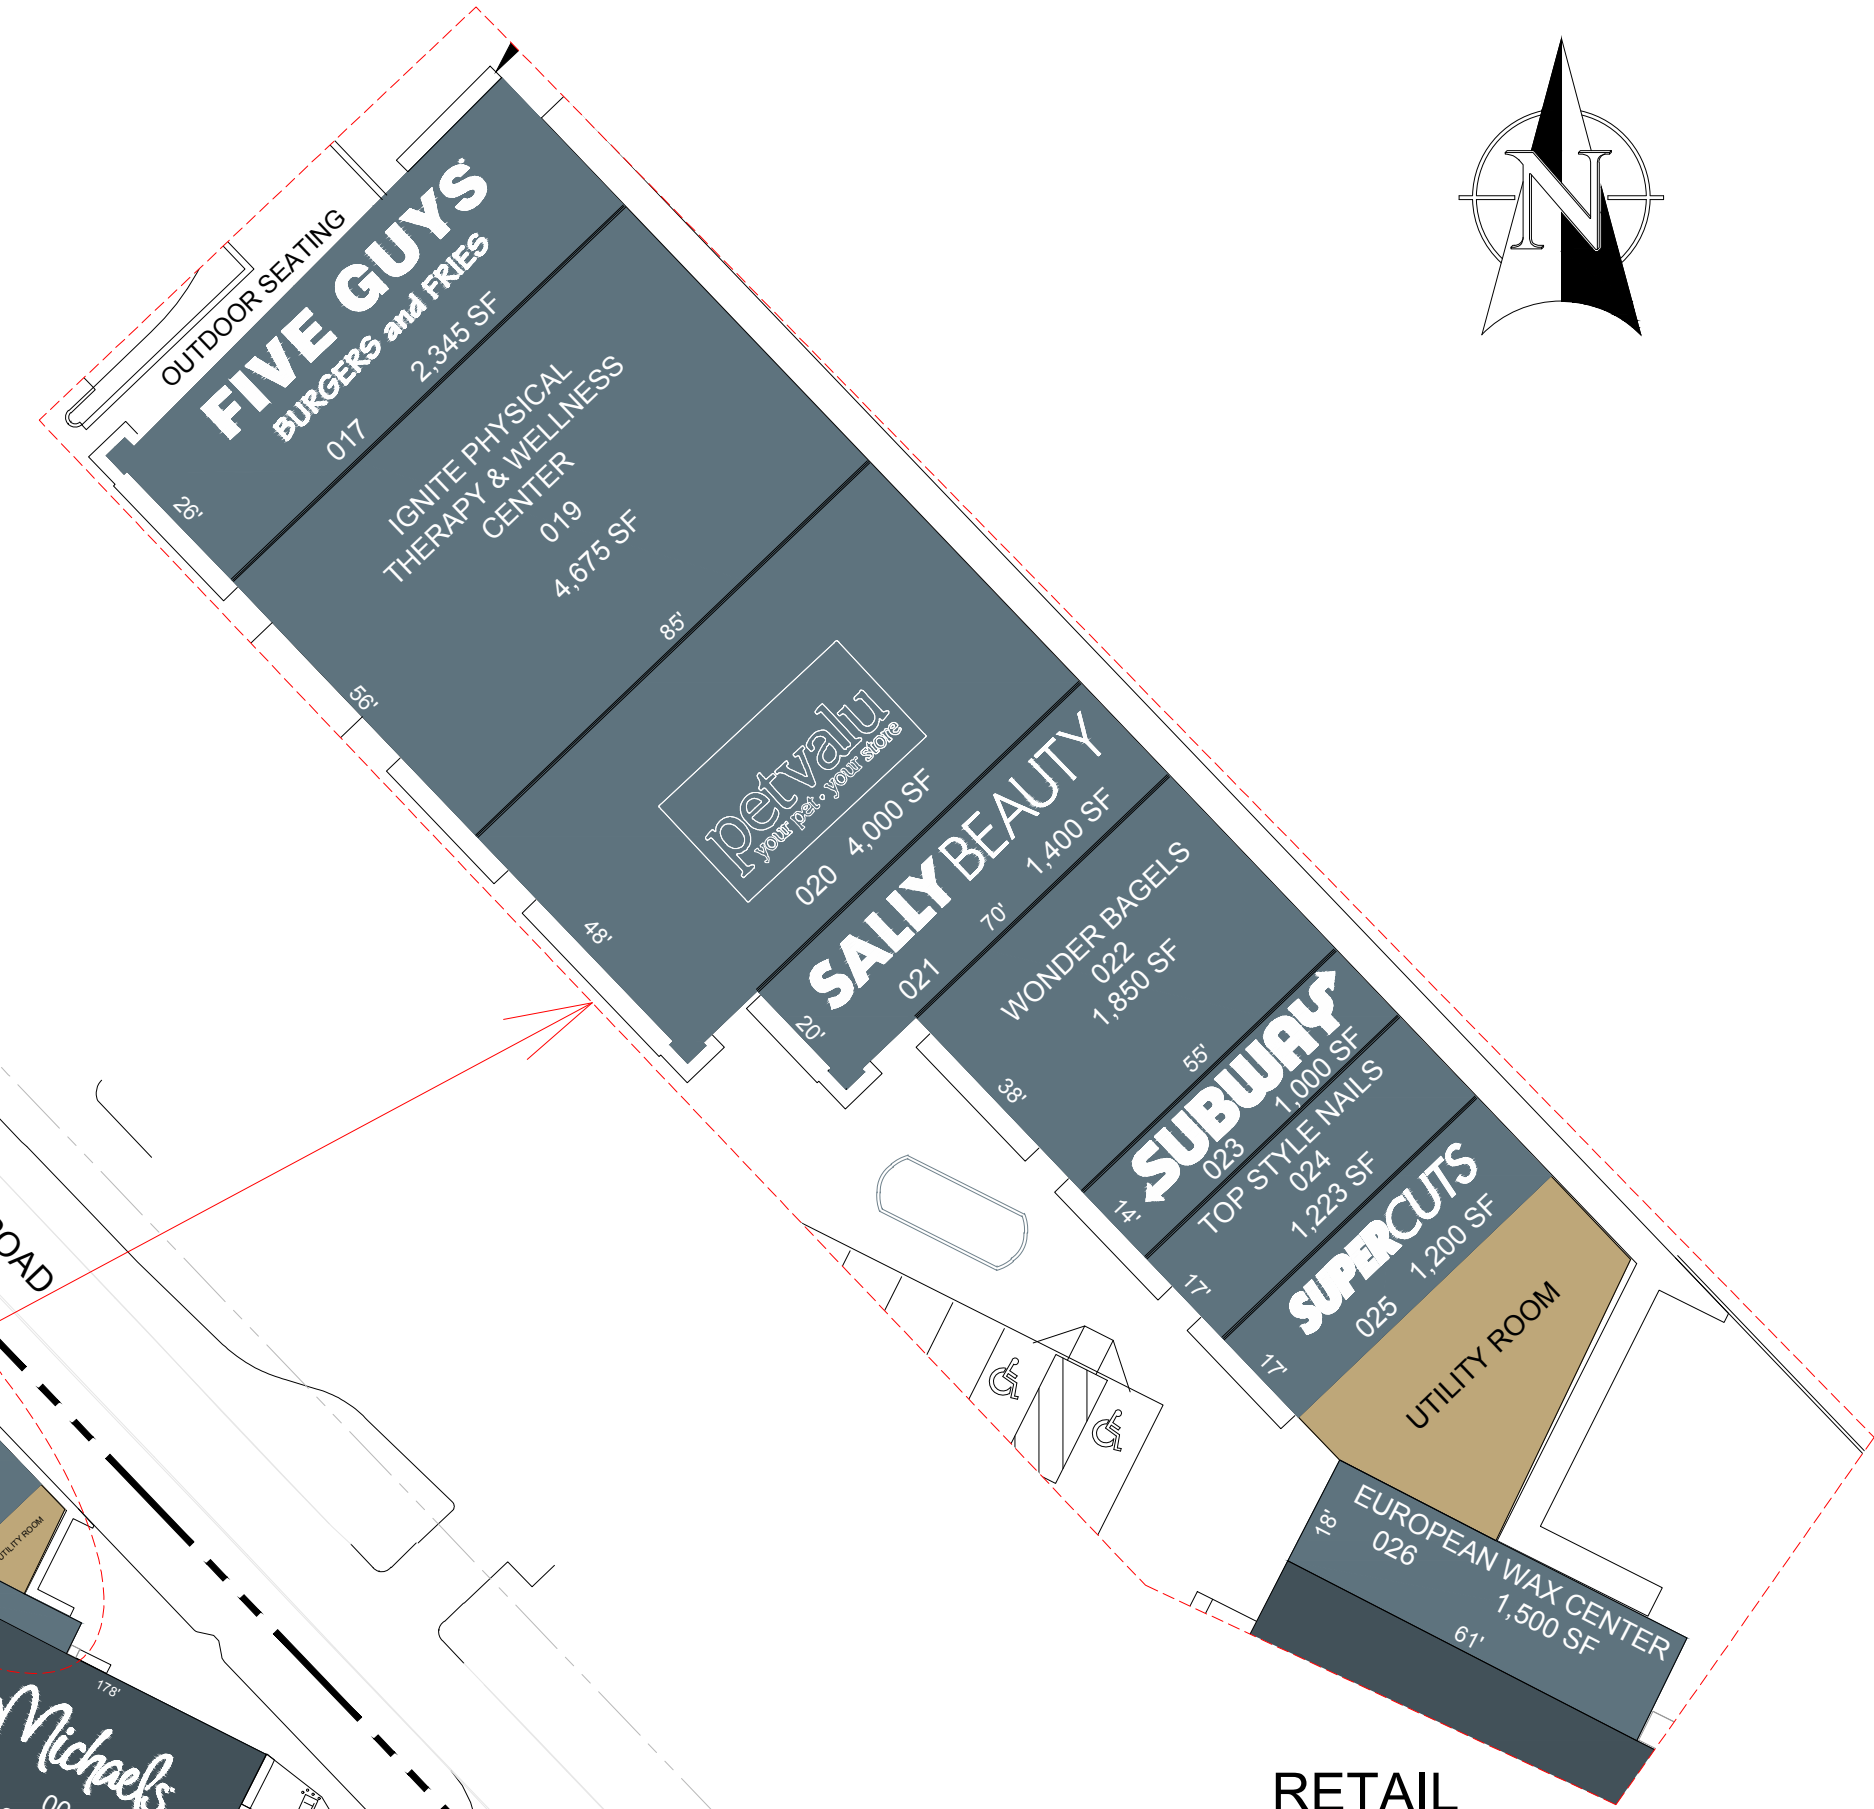 N
OUTDOOR SEATING
FIVE GUYS
BURGERS and FRIES
017 2,345 SF
26'
IGNITE PHYSICAL
THERAPY & WELLNESS
CENTER
019
4,675 SF
56'
85'
petvalu
your pet · your store
020 4,000 SF
48'
SALLY BEAUTY
021 1,400 SF
20'
70'
WONDER BAGELS
022
1,850 SF
38'
55'
SUBWAY
023 1,000 SF
14'
TOP STYLE NAILS
024
1,223 SF
17'
SUPERCUTS
025 1,200 SF
17'
UTILITY ROOM
EUROPEAN WAX CENTER
026 1,500 SF
18'
61'
RETAIL
UTILITY ROOM
178'
Michaels